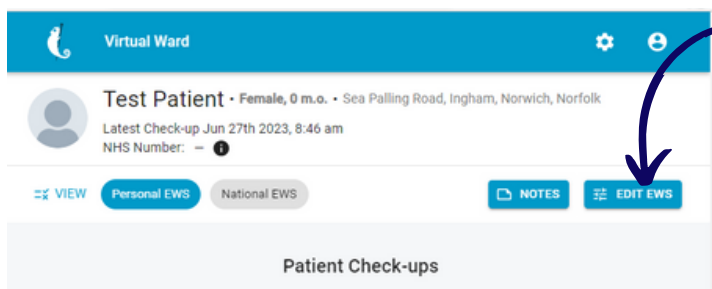 Virtual Ward
Test Patient • Female, 0 m.o. • Sea Palling Road, Ingham, Norwich, Norfolk
Latest Check-up Jun 27th 2023, 8:46 am
NHS Number: –
VIEW Personal EWS National EWS NOTES EDIT EWS
Patient Check-ups